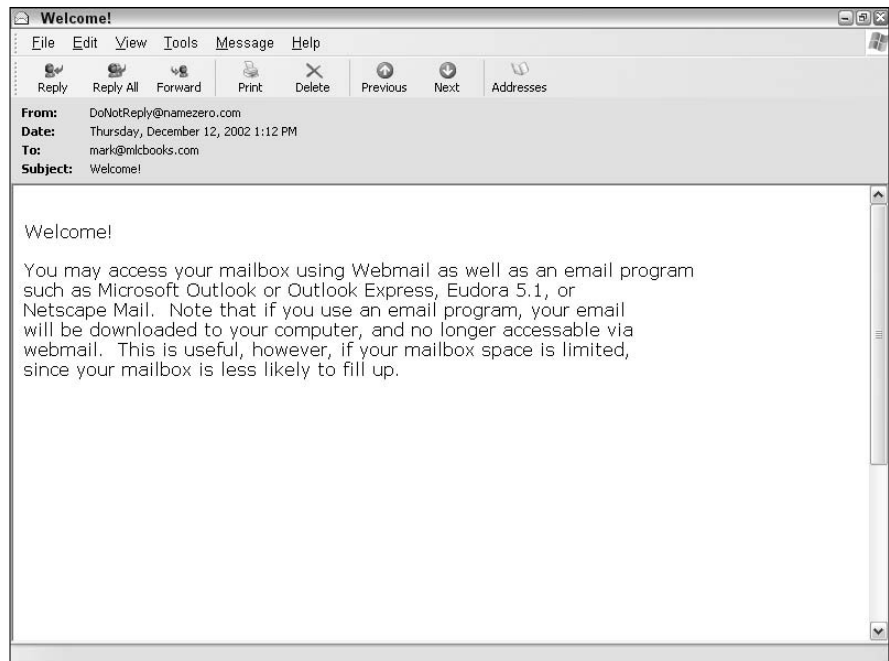 Welcome!
File Edit View Tools Message Help
Reply Reply All Forward Print Delete Previous Next Addresses
From: DoNotReply@namezero.com
Date: Thursday, December 12, 2002 1:12 PM
To: mark@mlcbooks.com
Subject: Welcome!
Welcome!
You may access your mailbox using Webmail as well as an email program
such as Microsoft Outlook or Outlook Express, Eudora 5.1, or
Netscape Mail.  Note that if you use an email program, your email
will be downloaded to your computer, and no longer accessable via
webmail.  This is useful, however, if your mailbox space is limited,
since your mailbox is less likely to fill up.